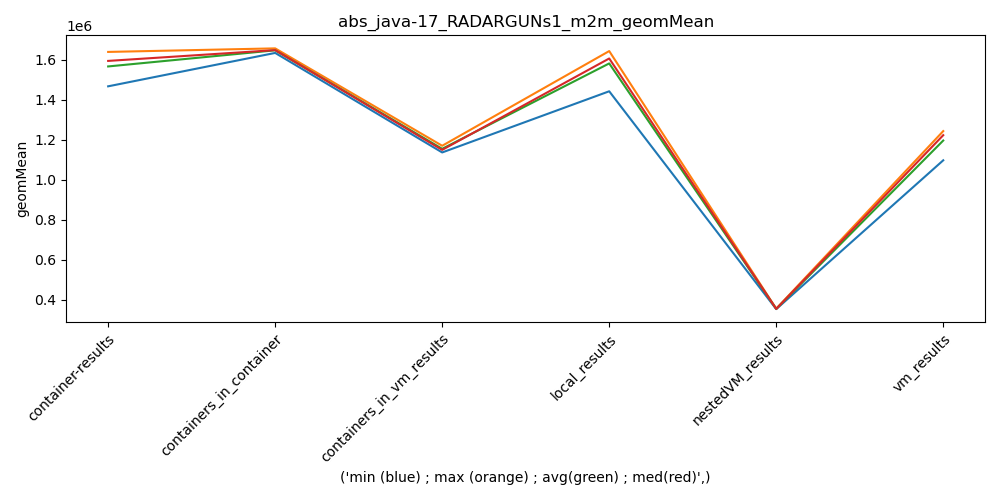 abs_java-17_RADARGUNs1_m2m_geomMean
1e6
1.6
1.4
1.2
1.0
0.8
0.6
0.4
geomMean
container-results
containers_in_container
containers_in_vm_results
local_results
nestedVM_results
vm_results
('min (blue) ; max (orange) ; avg(green) ; med(red)',)